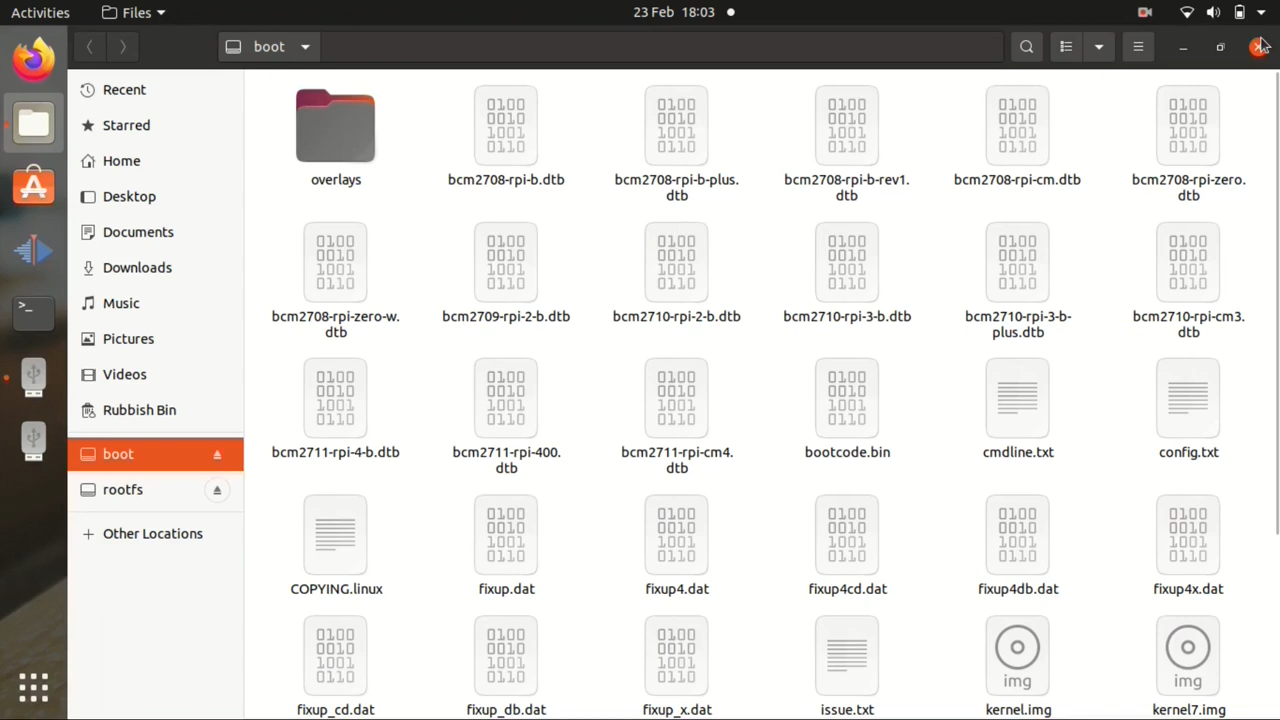 Activities
Files
23 Feb 18:03
boot
Recent
Starred
Home
Desktop
Documents
Downloads
Music
Pictures
Videos
Rubbish Bin
boot
rootfs
Other Locations
overlays
bcm2708-rpi-b.dtb
bcm2708-rpi-b-plus.
dtb
bcm2708-rpi-b-rev1.
dtb
bcm2708-rpi-cm.dtb
bcm2708-rpi-zero.
dtb
bcm2708-rpi-zero-w.
dtb
bcm2709-rpi-2-b.dtb
bcm2710-rpi-2-b.dtb
bcm2710-rpi-3-b.dtb
bcm2710-rpi-3-b-
plus.dtb
bcm2710-rpi-cm3.
dtb
bcm2711-rpi-4-b.dtb
bcm2711-rpi-400.
dtb
bcm2711-rpi-cm4.
dtb
bootcode.bin
cmdline.txt
config.txt
COPYING.linux
fixup.dat
fixup4.dat
fixup4cd.dat
fixup4db.dat
fixup4x.dat
fixup_cd.dat
fixup_db.dat
fixup_x.dat
issue.txt
img
kernel.img
img
kernel7.img